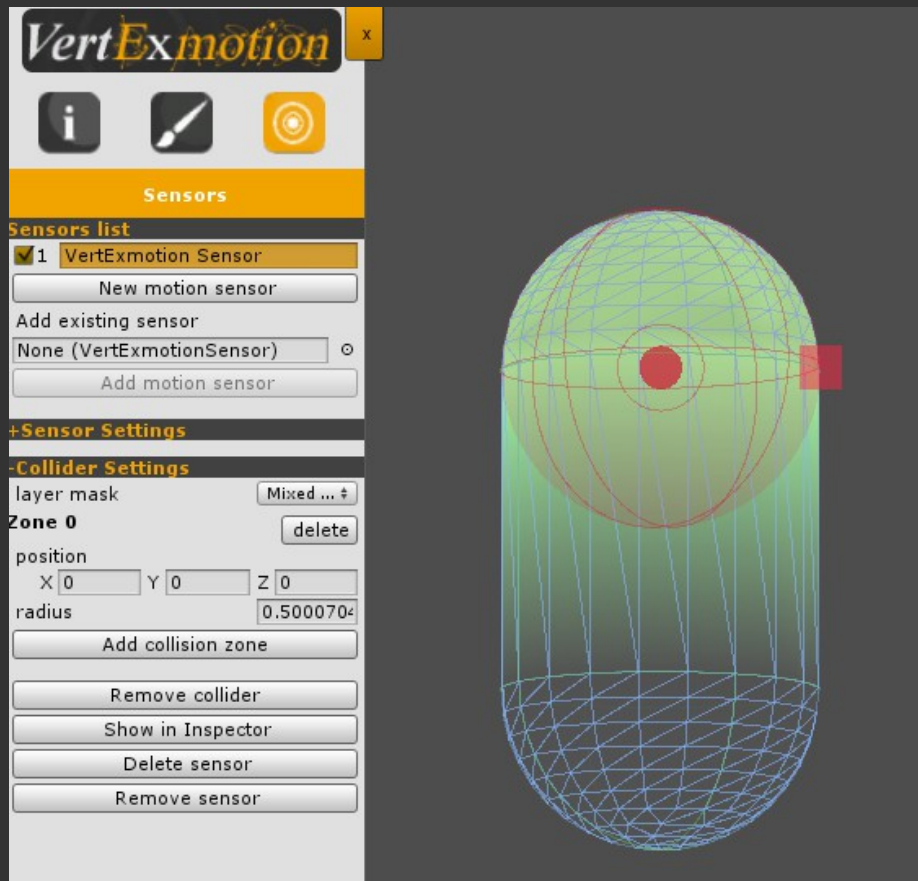 VertExmotion
x
i
Sensors
Sensors list
1 VertExmotion Sensor
New motion sensor
Add existing sensor
None (VertExmotionSensor)
Add motion sensor
+Sensor Settings
-Collider Settings
layer mask Mixed ...
Zone 0
delete
position
X 0 Y 0 Z 0
radius 0.5000704
Add collision zone
Remove collider
Show in Inspector
Delete sensor
Remove sensor